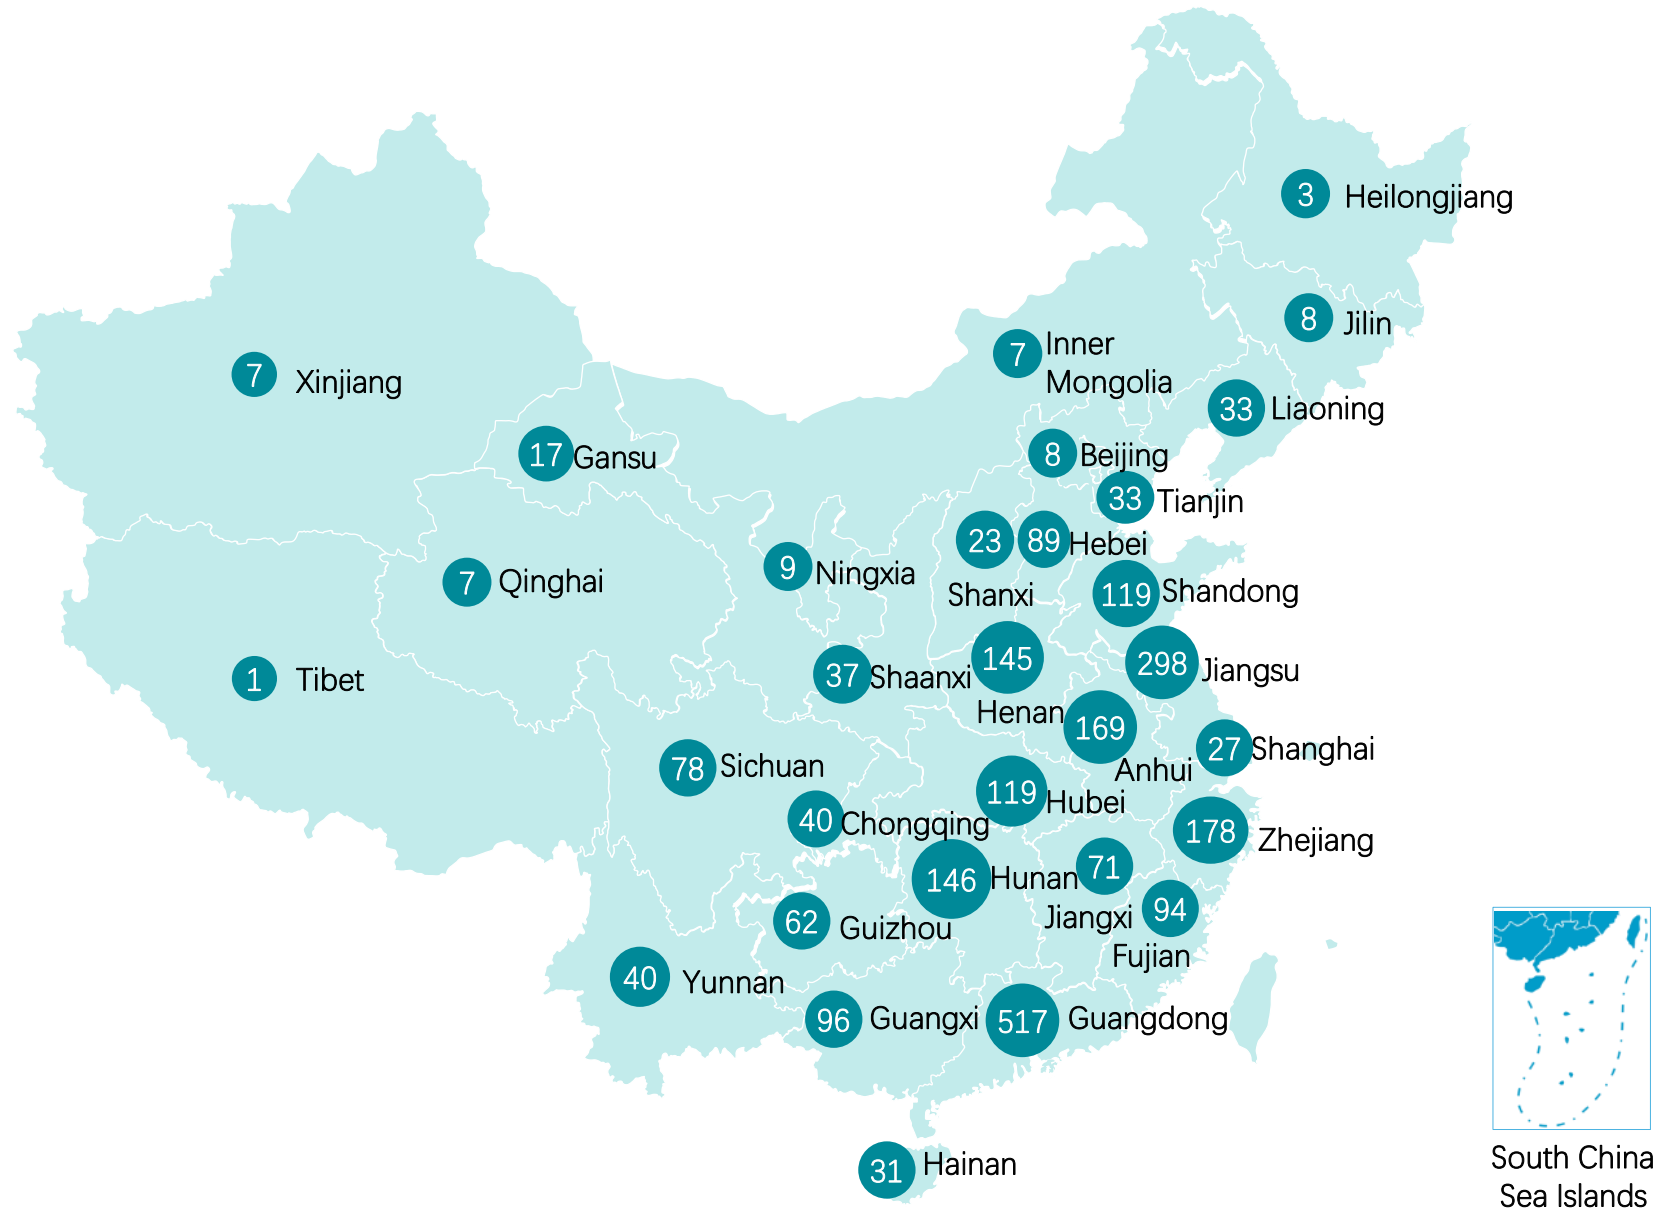 3 Heilongjiang
8 Jilin
7 Inner
Mongolia
7 Xinjiang
33 Liaoning
17 Gansu
8 Beijing
33 Tianjin
23
Shanxi
89 Hebei
9 Ningxia
7 Qinghai
119 Shandong
145
Henan
298 Jiangsu
37 Shaanxi
1 Tibet
169
Anhui
27 Shanghai
78 Sichuan
119 Hubei
40 Chongqing
178 Zhejiang
146 Hunan
71
Jiangxi
94
Fujian
62 Guizhou
40 Yunnan
96 Guangxi
517 Guangdong
31 Hainan
South China
Sea Islands